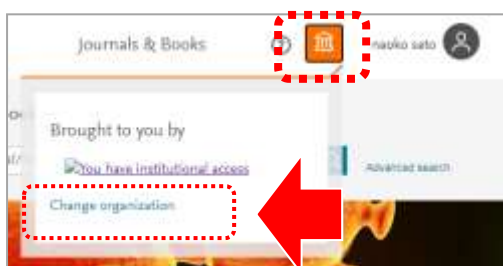 Journals & Books
naoko sato
Brought to you by
You have institutional access
Advanced search
Change organization